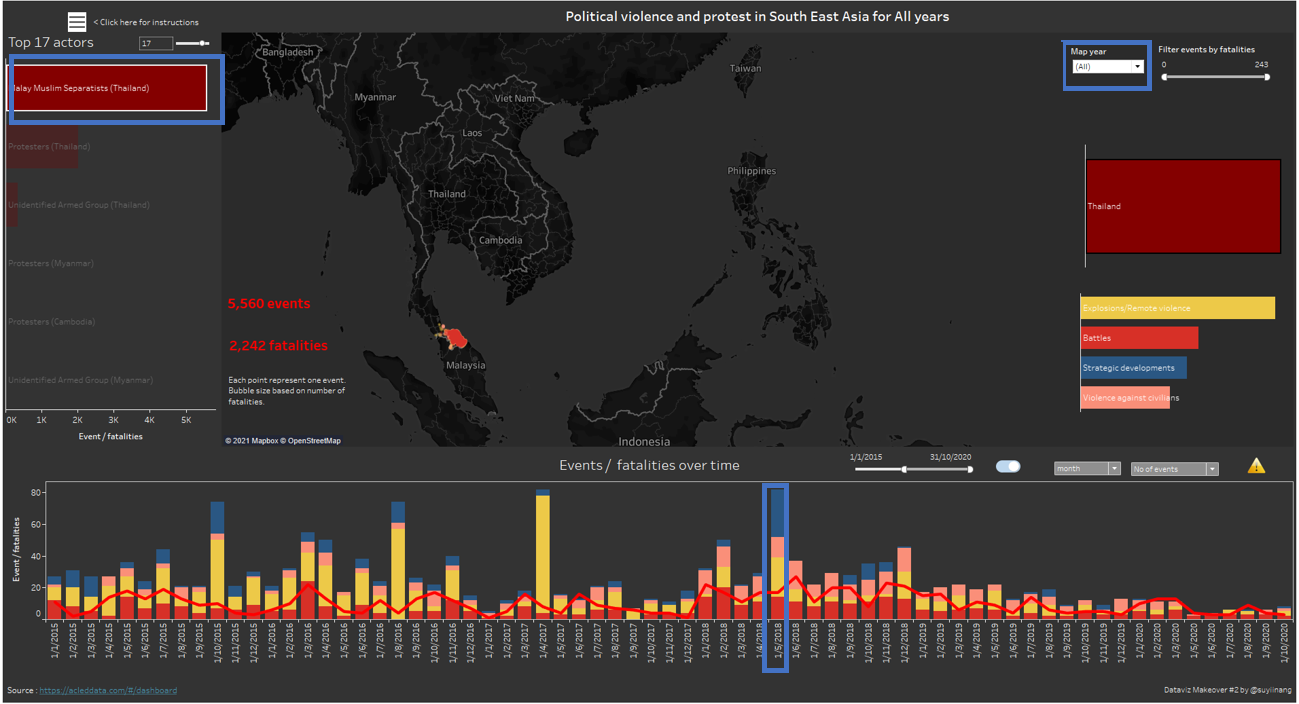 < Click here for instructions
Political violence and protest in South East Asia for All years
Top 17 actors
17
Map year
(All)
Filter events by fatalities
0
243
alay Muslim Separatists (Thailand)
Protesters (Thailand)
Unidentified Armed Group (Thailand)
Protesters (Myanmar)
Protesters (Cambodia)
Unidentified Armed Group (Myanmar)
0K 1K 2K 3K 4K 5K
Event / fatalities
Bangladesh
Taiwan
Myanmar
Viet Nam
Laos
Philippines
Thailand
Cambodia
Malaysia
Indonesia
5,560 events
2,242 fatalities
Each point represent one event.
Bubble size based on number of
fatalities.
© 2021 Mapbox © OpenStreetMap
Thailand
Explosions/Remote violence
Battles
Strategic developments
Violence against civilians
Events / fatalities over time
1/1/2015
31/10/2020
month
No of events
Event / fatalities
80
60
40
20
0
1/1/2015
1/2/2015
1/3/2015
1/4/2015
1/5/2015
1/6/2015
1/7/2015
1/8/2015
1/9/2015
1/10/2015
1/11/2015
1/12/2015
1/1/2016
1/2/2016
1/3/2016
1/4/2016
1/5/2016
1/6/2016
1/7/2016
1/8/2016
1/9/2016
1/10/2016
1/11/2016
1/12/2016
1/1/2017
1/2/2017
1/3/2017
1/4/2017
1/5/2017
1/6/2017
1/7/2017
1/8/2017
1/9/2017
1/10/2017
1/11/2017
1/12/2017
1/1/2018
1/2/2018
1/3/2018
1/4/2018
1/5/2018
1/6/2018
1/7/2018
1/8/2018
1/9/2018
1/10/2018
1/11/2018
1/12/2018
1/1/2019
1/2/2019
1/3/2019
1/4/2019
1/5/2019
1/6/2019
1/7/2019
1/8/2019
1/9/2019
1/10/2019
1/11/2019
1/12/2019
1/1/2020
1/2/2020
1/3/2020
1/4/2020
1/5/2020
1/6/2020
1/7/2020
1/8/2020
1/9/2020
1/10/2020
Source : https://acleddata.com/#/dashboard
Dataviz Makeover #2 by @suyiinang